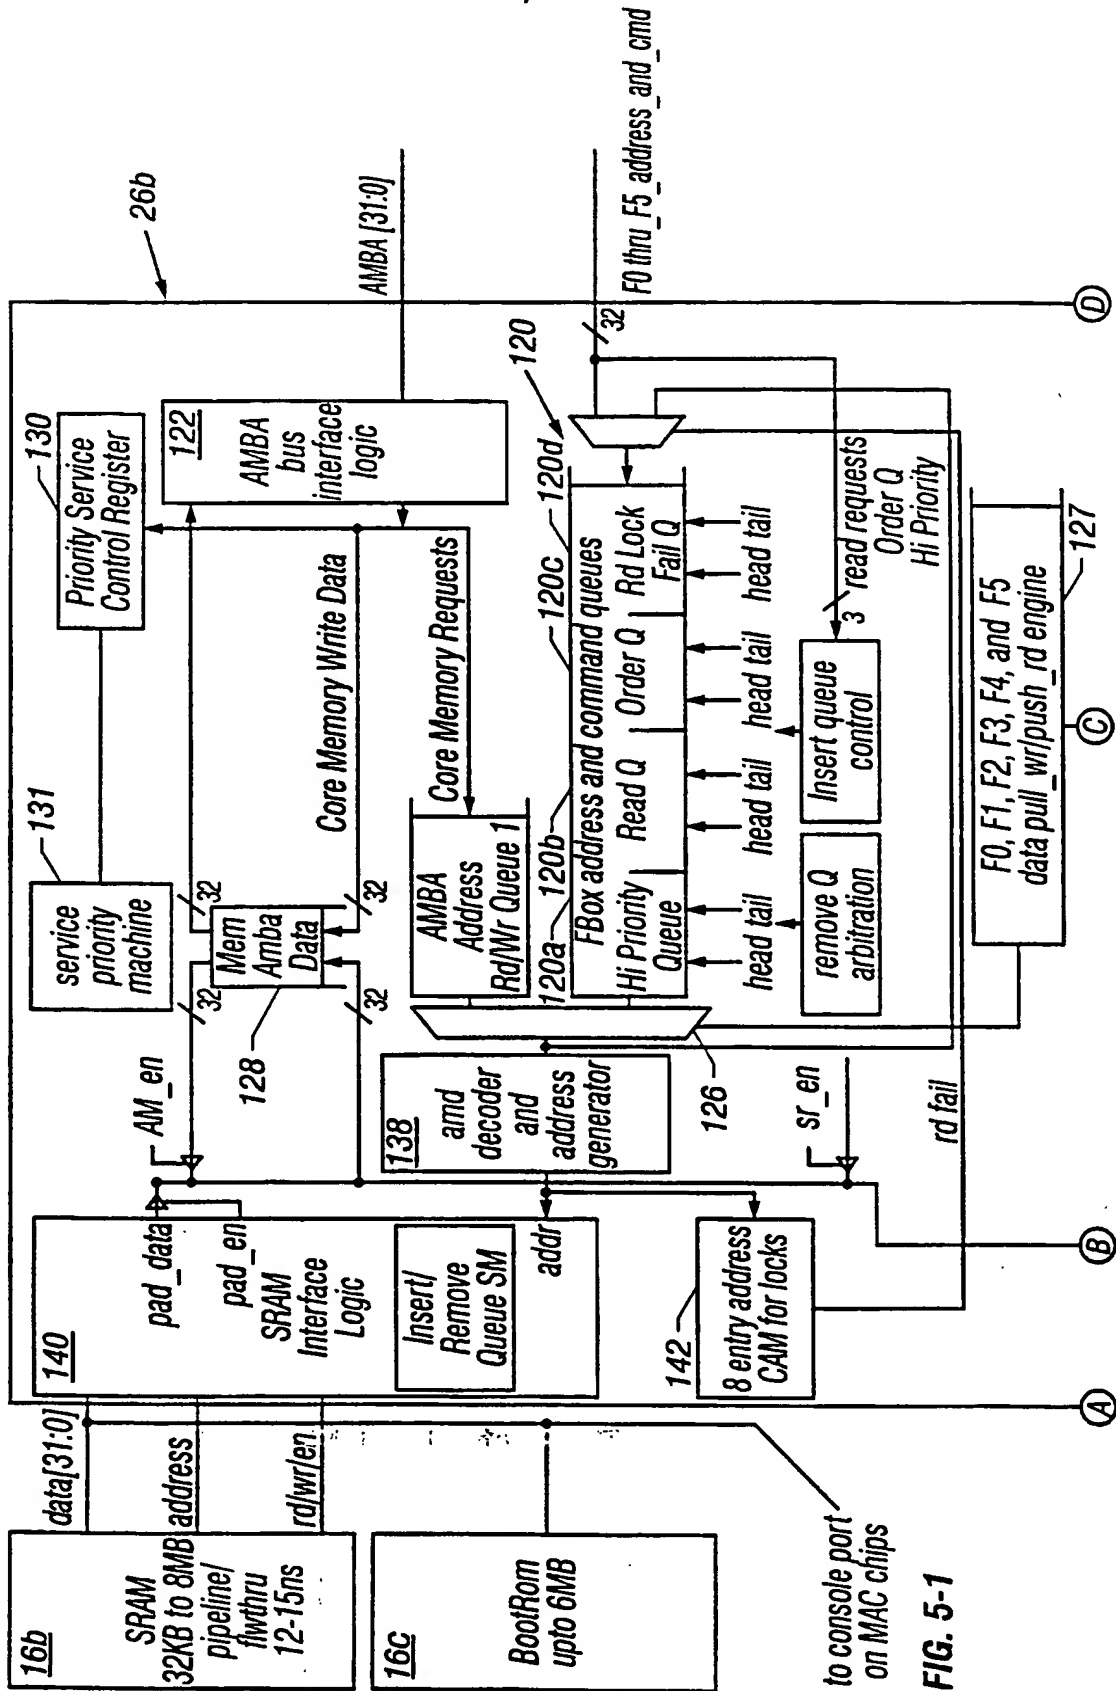 16b
SRAM
32KB to 8MB
pipeline/
flwthru
12-15ns
data[31:0]
address
rd/wr/en
16c
BootRom
upto 6MB
to console port
on MAC chips
FIG. 5-1
140
pad_data
pad_en
SRAM
Interface
Logic
Insert/
Remove
Queue SM
addr
142
8 entry address
CAM for locks
AM_en
32
32
32
32
Mem
Amba
Data
128
131
service
priority
machine
130
Priority Service
Control Register
26b
122
AMBA
bus
interface
logic
AMBA [31:0]
Core Memory Write Data
Core Memory Requests
AMBA
Address
Rd/Wr Queue 1
138
amd
decoder
and
address
generator
126
sr_en
rd fail
120
120a
120b
120c
120d
FBox address and command queues
Hi Priority
Queue
Read Q
Order Q
Rd Lock
Fail Q
head tail
head tail
head tail
head tail
remove Q
arbitration
Insert queue
control
32
F0 thru_F5_address_and_cmd
3
read requests
Order Q
Hi Priority
F0, F1, F2, F3, F4, and F5
data pull_wr/push_rd engine
127
A
B
C
D